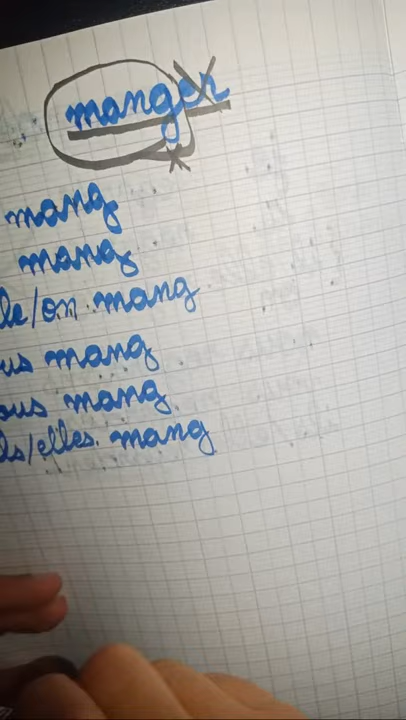 manger
mang
mang
le/on mang
us mang
ous mang
ls/elles mang